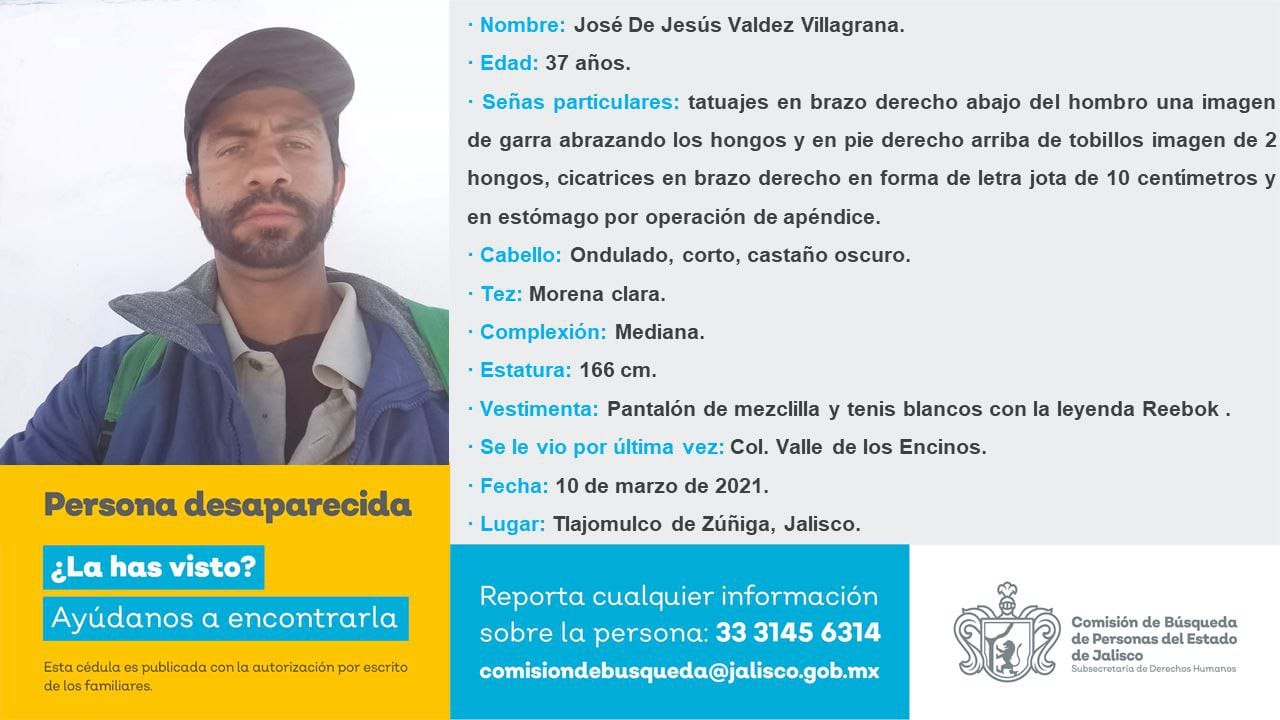 · Nombre: José De Jesús Valdez Villagrana.
· Edad: 37 años.
· Señas particulares: tatuajes en brazo derecho abajo del hombro una imagen
de garra abrazando los hongos y en pie derecho arriba de tobillos imagen de 2
hongos, cicatrices en brazo derecho en forma de letra jota de 10 centímetros y
en estómago por operación de apéndice.
· Cabello: Ondulado, corto, castaño oscuro.
· Tez: Morena clara.
· Complexión: Mediana.
· Estatura: 166 cm.
· Vestimenta: Pantalón de mezclilla y tenis blancos con la leyenda Reebok .
· Se le vio por última vez: Col. Valle de los Encinos.
· Fecha: 10 de marzo de 2021.
· Lugar: Tlajomulco de Zúñiga, Jalisco.
Persona desaparecida
¿La has visto?
Ayúdanos a encontrarla
Esta cédula es publicada con la autorización por escrito
de los familiares.
Reporta cualquier información
sobre la persona: 33 3145 6314
comisiondebusqueda@jalisco.gob.mx
Comisión de Búsqueda
de Personas del Estado
de Jalisco
Subsecretaría de Derechos Humanos